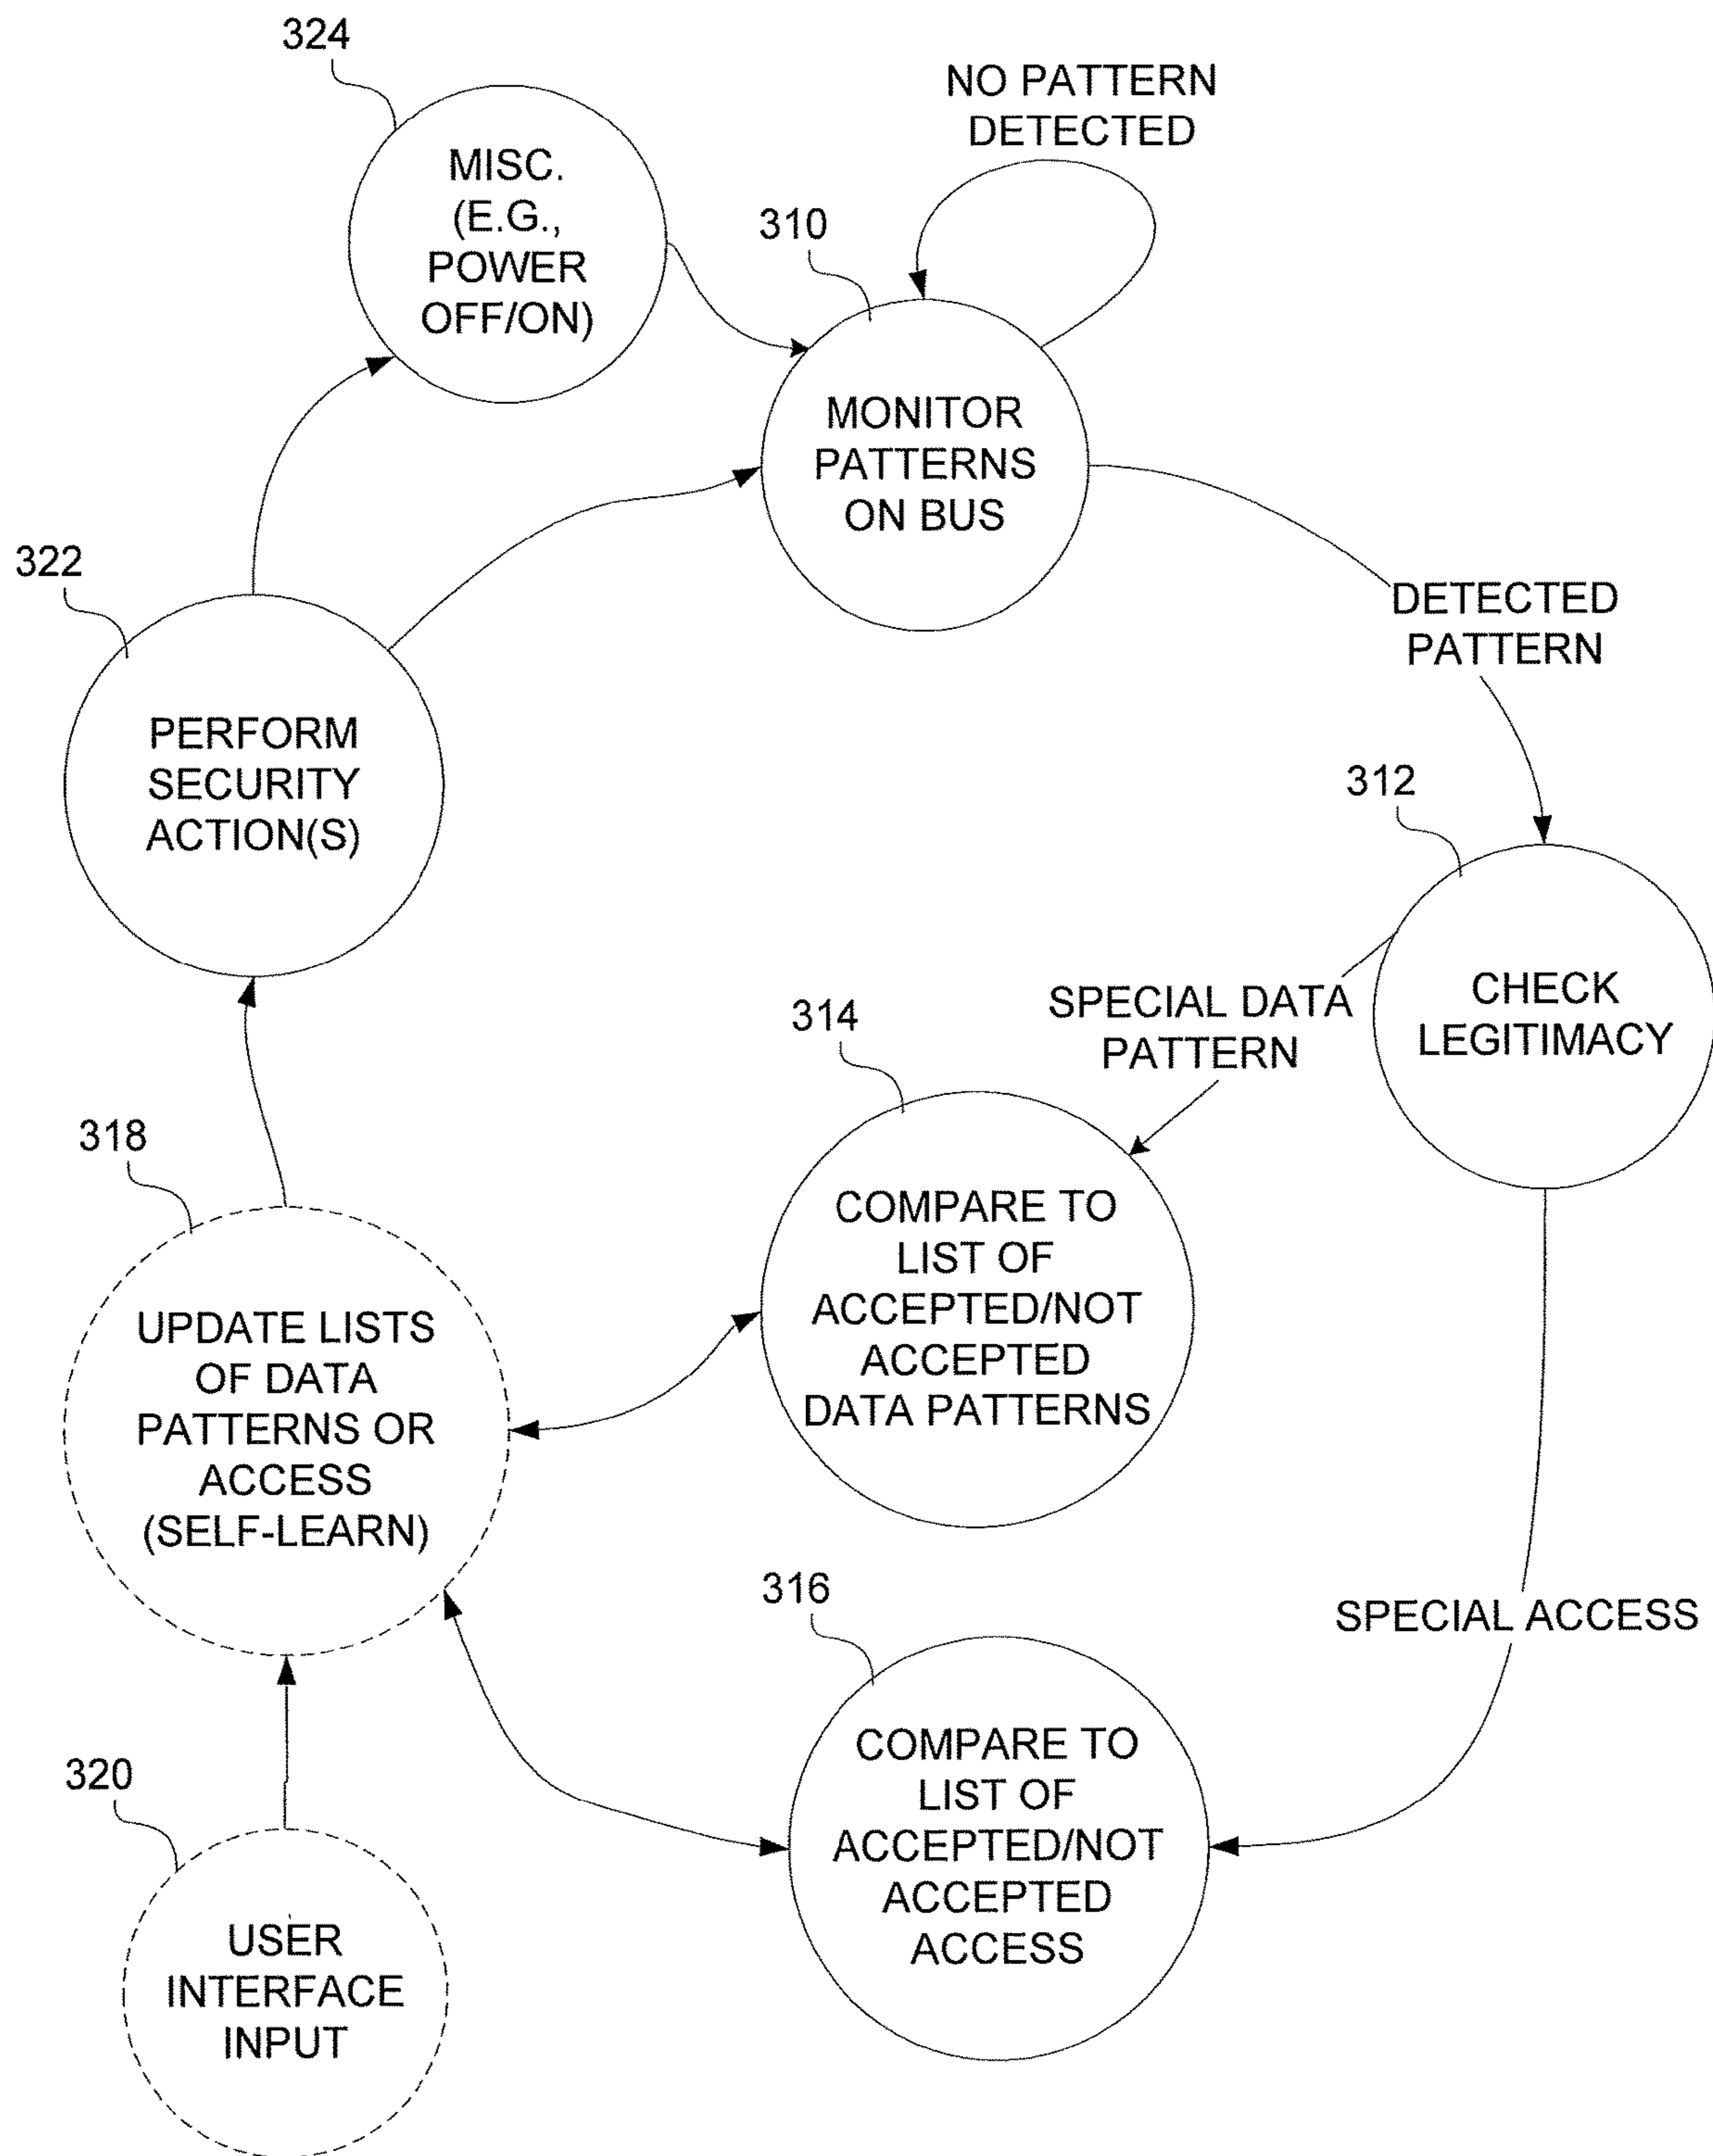 324
MISC.
(E.G.,
POWER
OFF/ON)
NO PATTERN
DETECTED
310
MONITOR
PATTERNS
ON BUS
322
PERFORM
SECURITY
ACTION(S)
DETECTED
PATTERN
312
CHECK
LEGITIMACY
SPECIAL DATA
PATTERN
314
COMPARE TO
LIST OF
ACCEPTED/NOT
ACCEPTED
DATA PATTERNS
318
UPDATE LISTS
OF DATA
PATTERNS OR
ACCESS
(SELF-LEARN)
SPECIAL ACCESS
316
COMPARE TO
LIST OF
ACCEPTED/NOT
ACCEPTED
ACCESS
320
USER
INTERFACE
INPUT